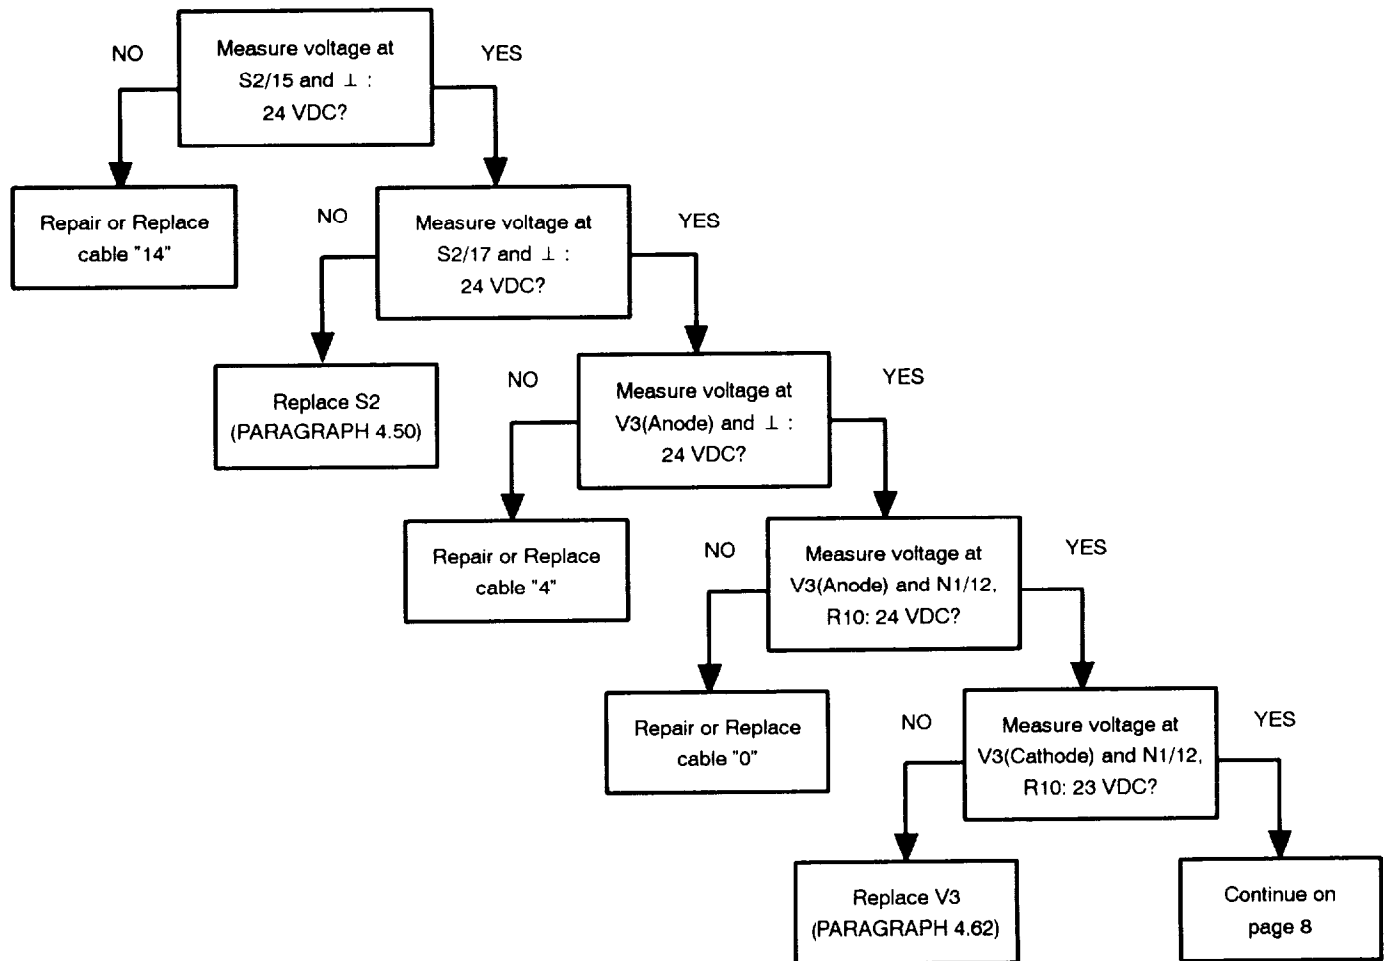 NO
Measure voltage at
S2/15 and ⊥ :
24 VDC?
YES
Repair or Replace
cable "14"
NO
Measure voltage at
S2/17 and ⊥ :
24 VDC?
YES
Replace S2
(PARAGRAPH 4.50)
NO
Measure voltage at
V3(Anode) and ⊥ :
24 VDC?
YES
Repair or Replace
cable "4"
NO
Measure voltage at
V3(Anode) and N1/12,
R10: 24 VDC?
YES
Repair or Replace
cable "0"
NO
Measure voltage at
V3(Cathode) and N1/12,
R10: 23 VDC?
YES
Replace V3
(PARAGRAPH 4.62)
Continue on
page 8